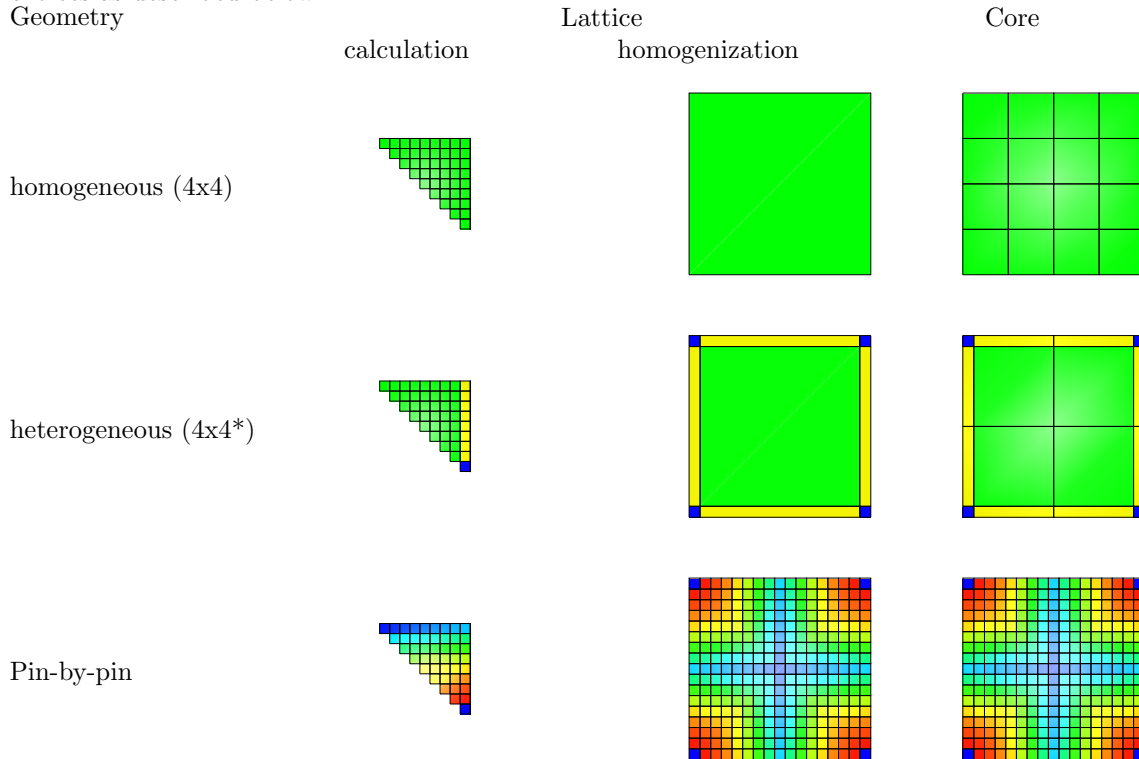 Geometry Lattice Core
calculation homogenization
homogeneous (4x4)
heterogeneous (4x4*)
Pin-by-pin